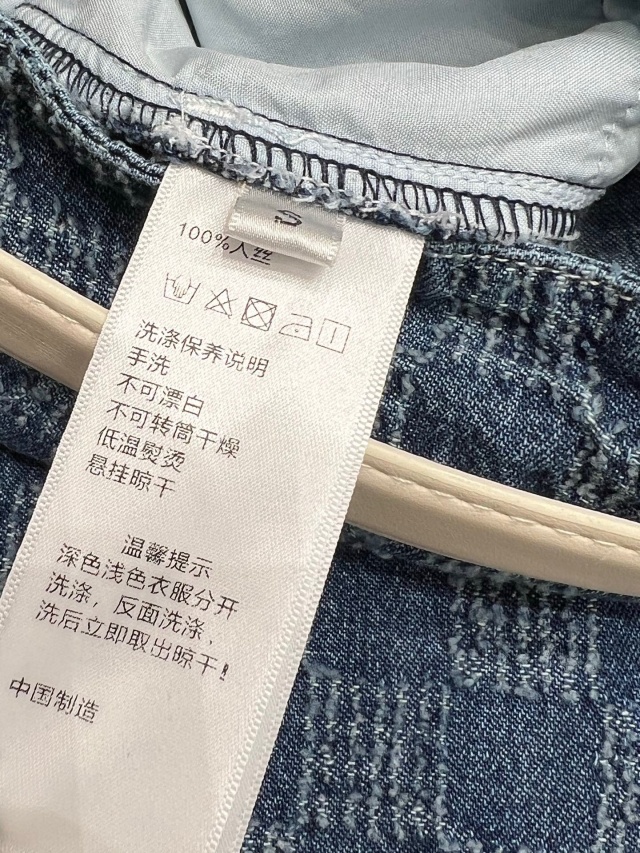 100%人丝
洗涤保养说明
手洗
不可漂白
不可转筒干燥
低温熨烫
悬挂晾干
温馨提示
深色浅色衣服分开
洗涤，反面洗涤，
洗后立即取出晾干！
中国制造